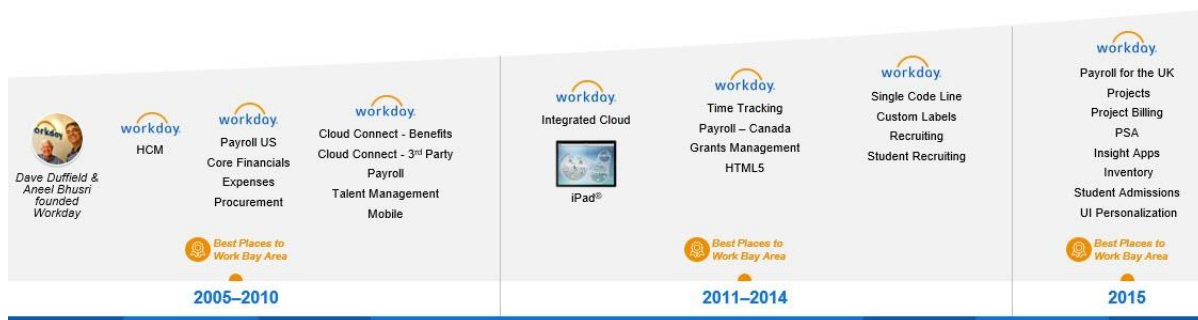 workday
Dave Duffield &
Aneel Bhusri
founded
Workday
workday.
HCM
workday.
Payroll US
Core Financials
Expenses
Procurement
workday.
Cloud Connect - Benefits
Cloud Connect - 3rd Party
Payroll
Talent Management
Mobile
Best Places to
Work Bay Area
2005–2010
workday.
Integrated Cloud
iPad®
workday.
Time Tracking
Payroll – Canada
Grants Management
HTML5
workday.
Single Code Line
Custom Labels
Recruiting
Student Recruiting
Best Places to
Work Bay Area
2011–2014
workday.
Payroll for the UK
Projects
Project Billing
PSA
Insight Apps
Inventory
Student Admissions
UI Personalization
Best Places to
Work Bay Area
2015